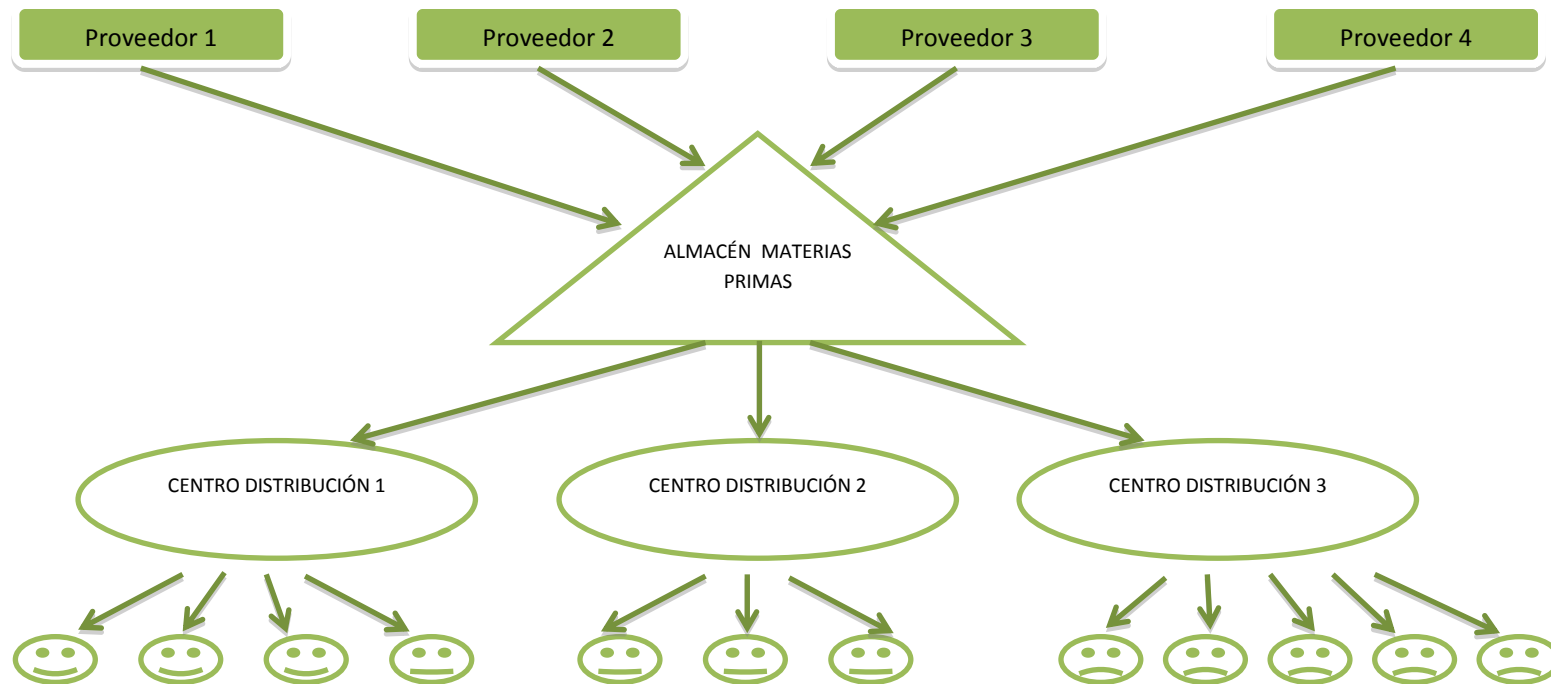 Proveedor 1
Proveedor 2
Proveedor 3
Proveedor 4
ALMACÉN MATERIAS
PRIMAS
CENTRO DISTRIBUCIÓN 1
CENTRO DISTRIBUCIÓN 2
CENTRO DISTRIBUCIÓN 3